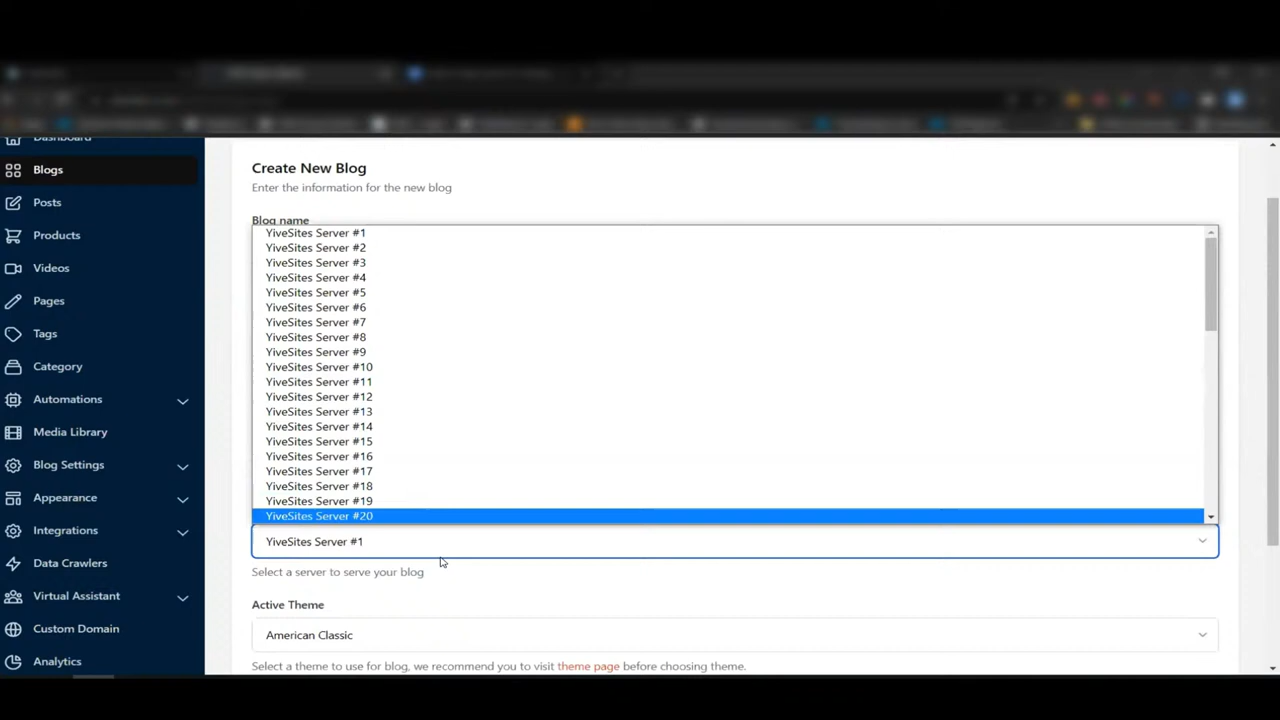 Dashboard
Blogs
Posts
Products
Videos
Pages
Tags
Category
Automations
Media Library
Blog Settings
Appearance
Integrations
Data Crawlers
Virtual Assistant
Custom Domain
Analytics
Create New Blog
Enter the information for the new blog
Blog name
YiveSites Server #1
YiveSites Server #2
YiveSites Server #3
YiveSites Server #4
YiveSites Server #5
YiveSites Server #6
YiveSites Server #7
YiveSites Server #8
YiveSites Server #9
YiveSites Server #10
YiveSites Server #11
YiveSites Server #12
YiveSites Server #13
YiveSites Server #14
YiveSites Server #15
YiveSites Server #16
YiveSites Server #17
YiveSites Server #18
YiveSites Server #19
YiveSites Server #20
YiveSites Server #1
Select a server to serve your blog
Active Theme
American Classic
Select a theme to use for blog, we recommend you to visit theme page before choosing theme.